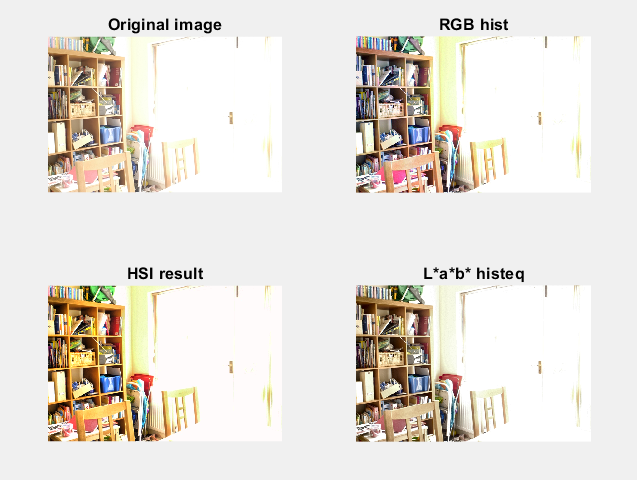 Original image
RGB hist
HSI result
L*a*b* histeq